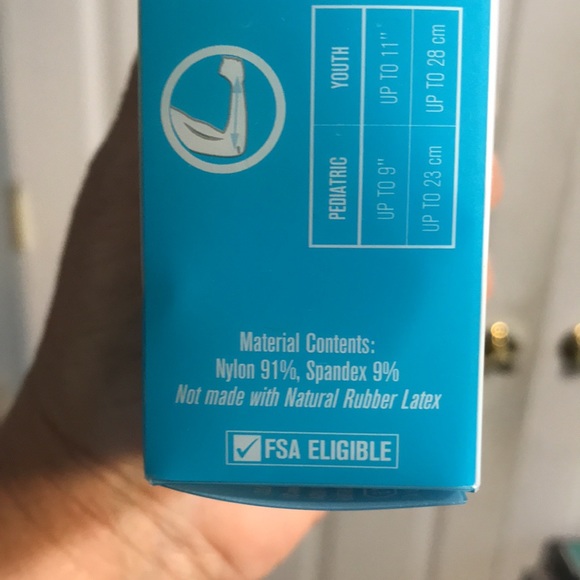 PEDIATRIC YOUTH
UP TO 9" UP TO 11"
UP TO 23 cm UP TO 28 cm
Material Contents:
Nylon 91%, Spandex 9%
Not made with Natural Rubber Latex
FSA ELIGIBLE